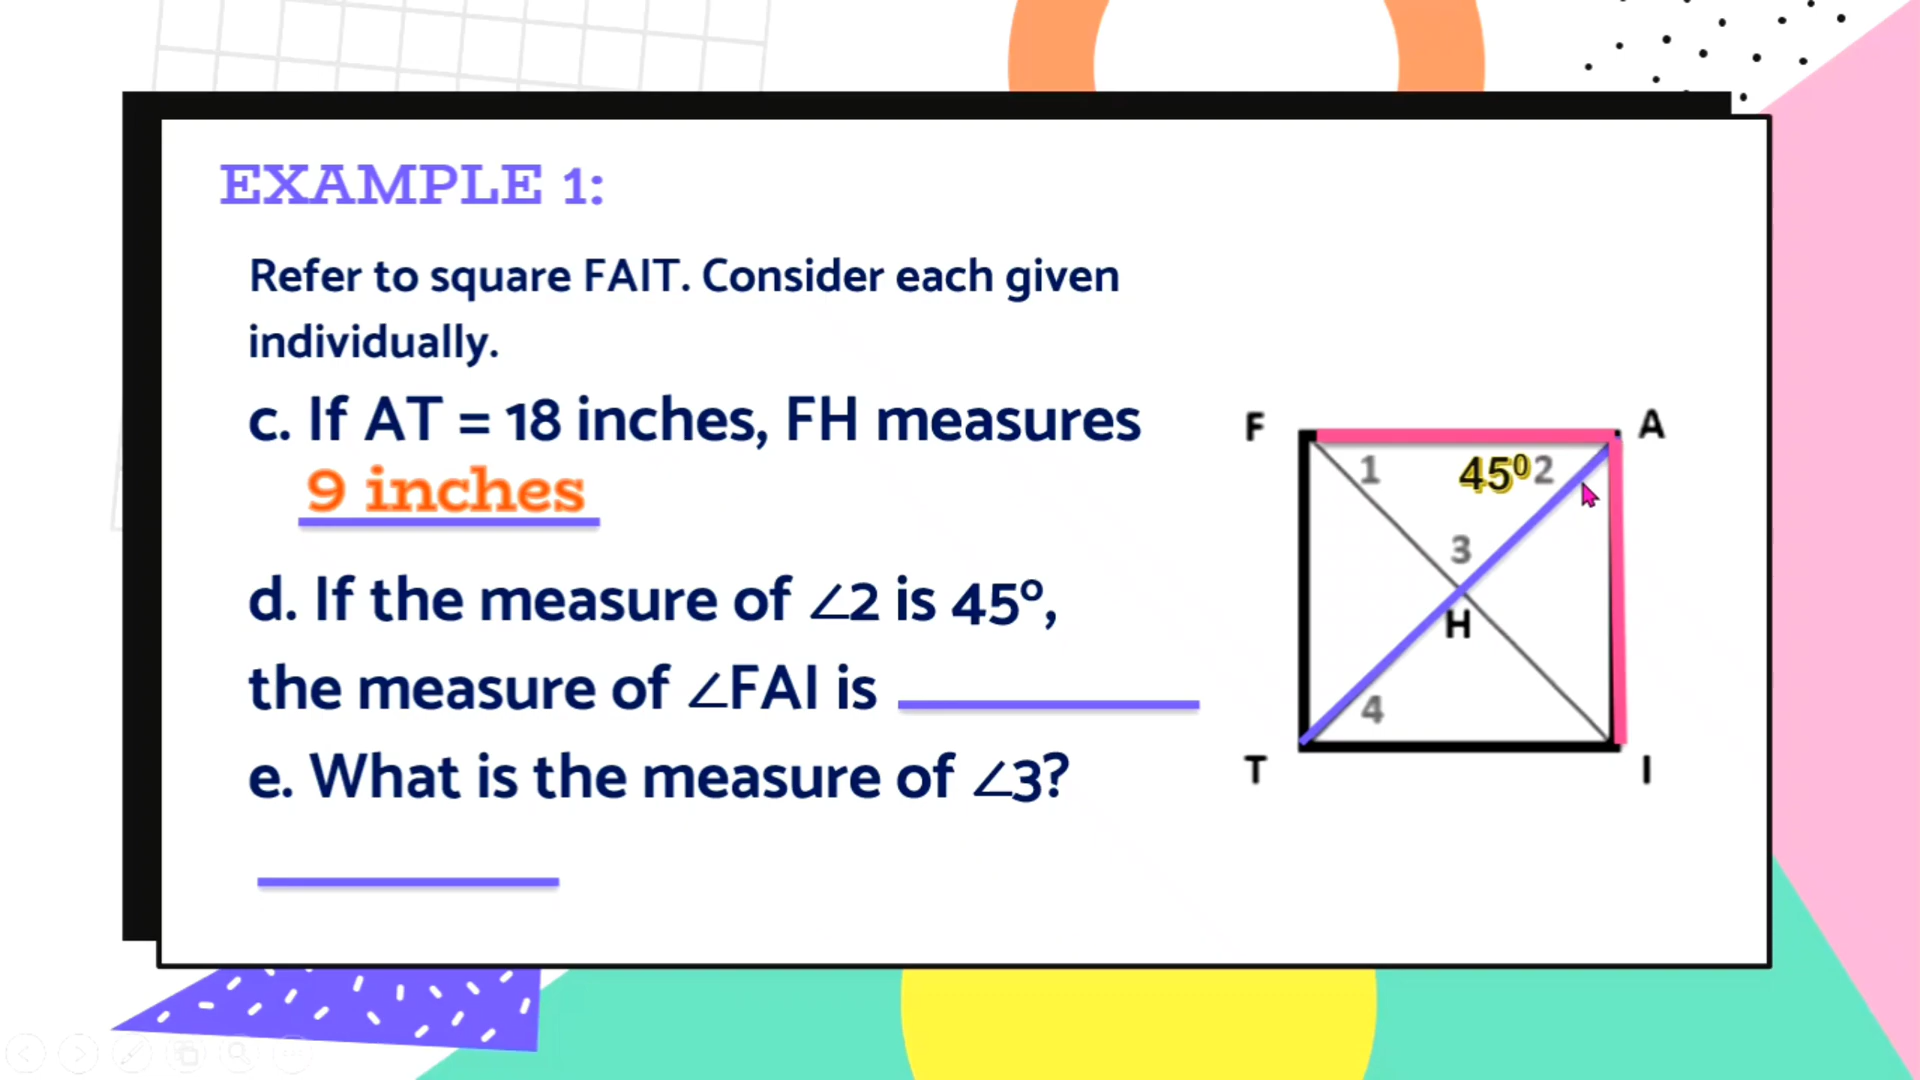 EXAMPLE 1:
Refer to square FAIT. Consider each given
individually.
c. If AT = 18 inches, FH measures
9 inches
d. If the measure of ∠2 is 45º,
the measure of ∠FAI is
e. What is the measure of ∠3?
F
A
1
45⁰
2
3
H
4
T
I